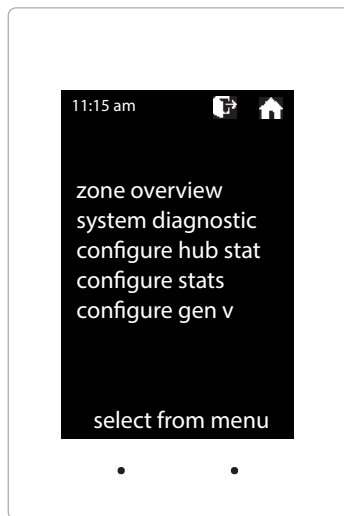 11:15 am
zone overview
system diagnostic
configure hub stat
configure stats
configure gen v
select from menu